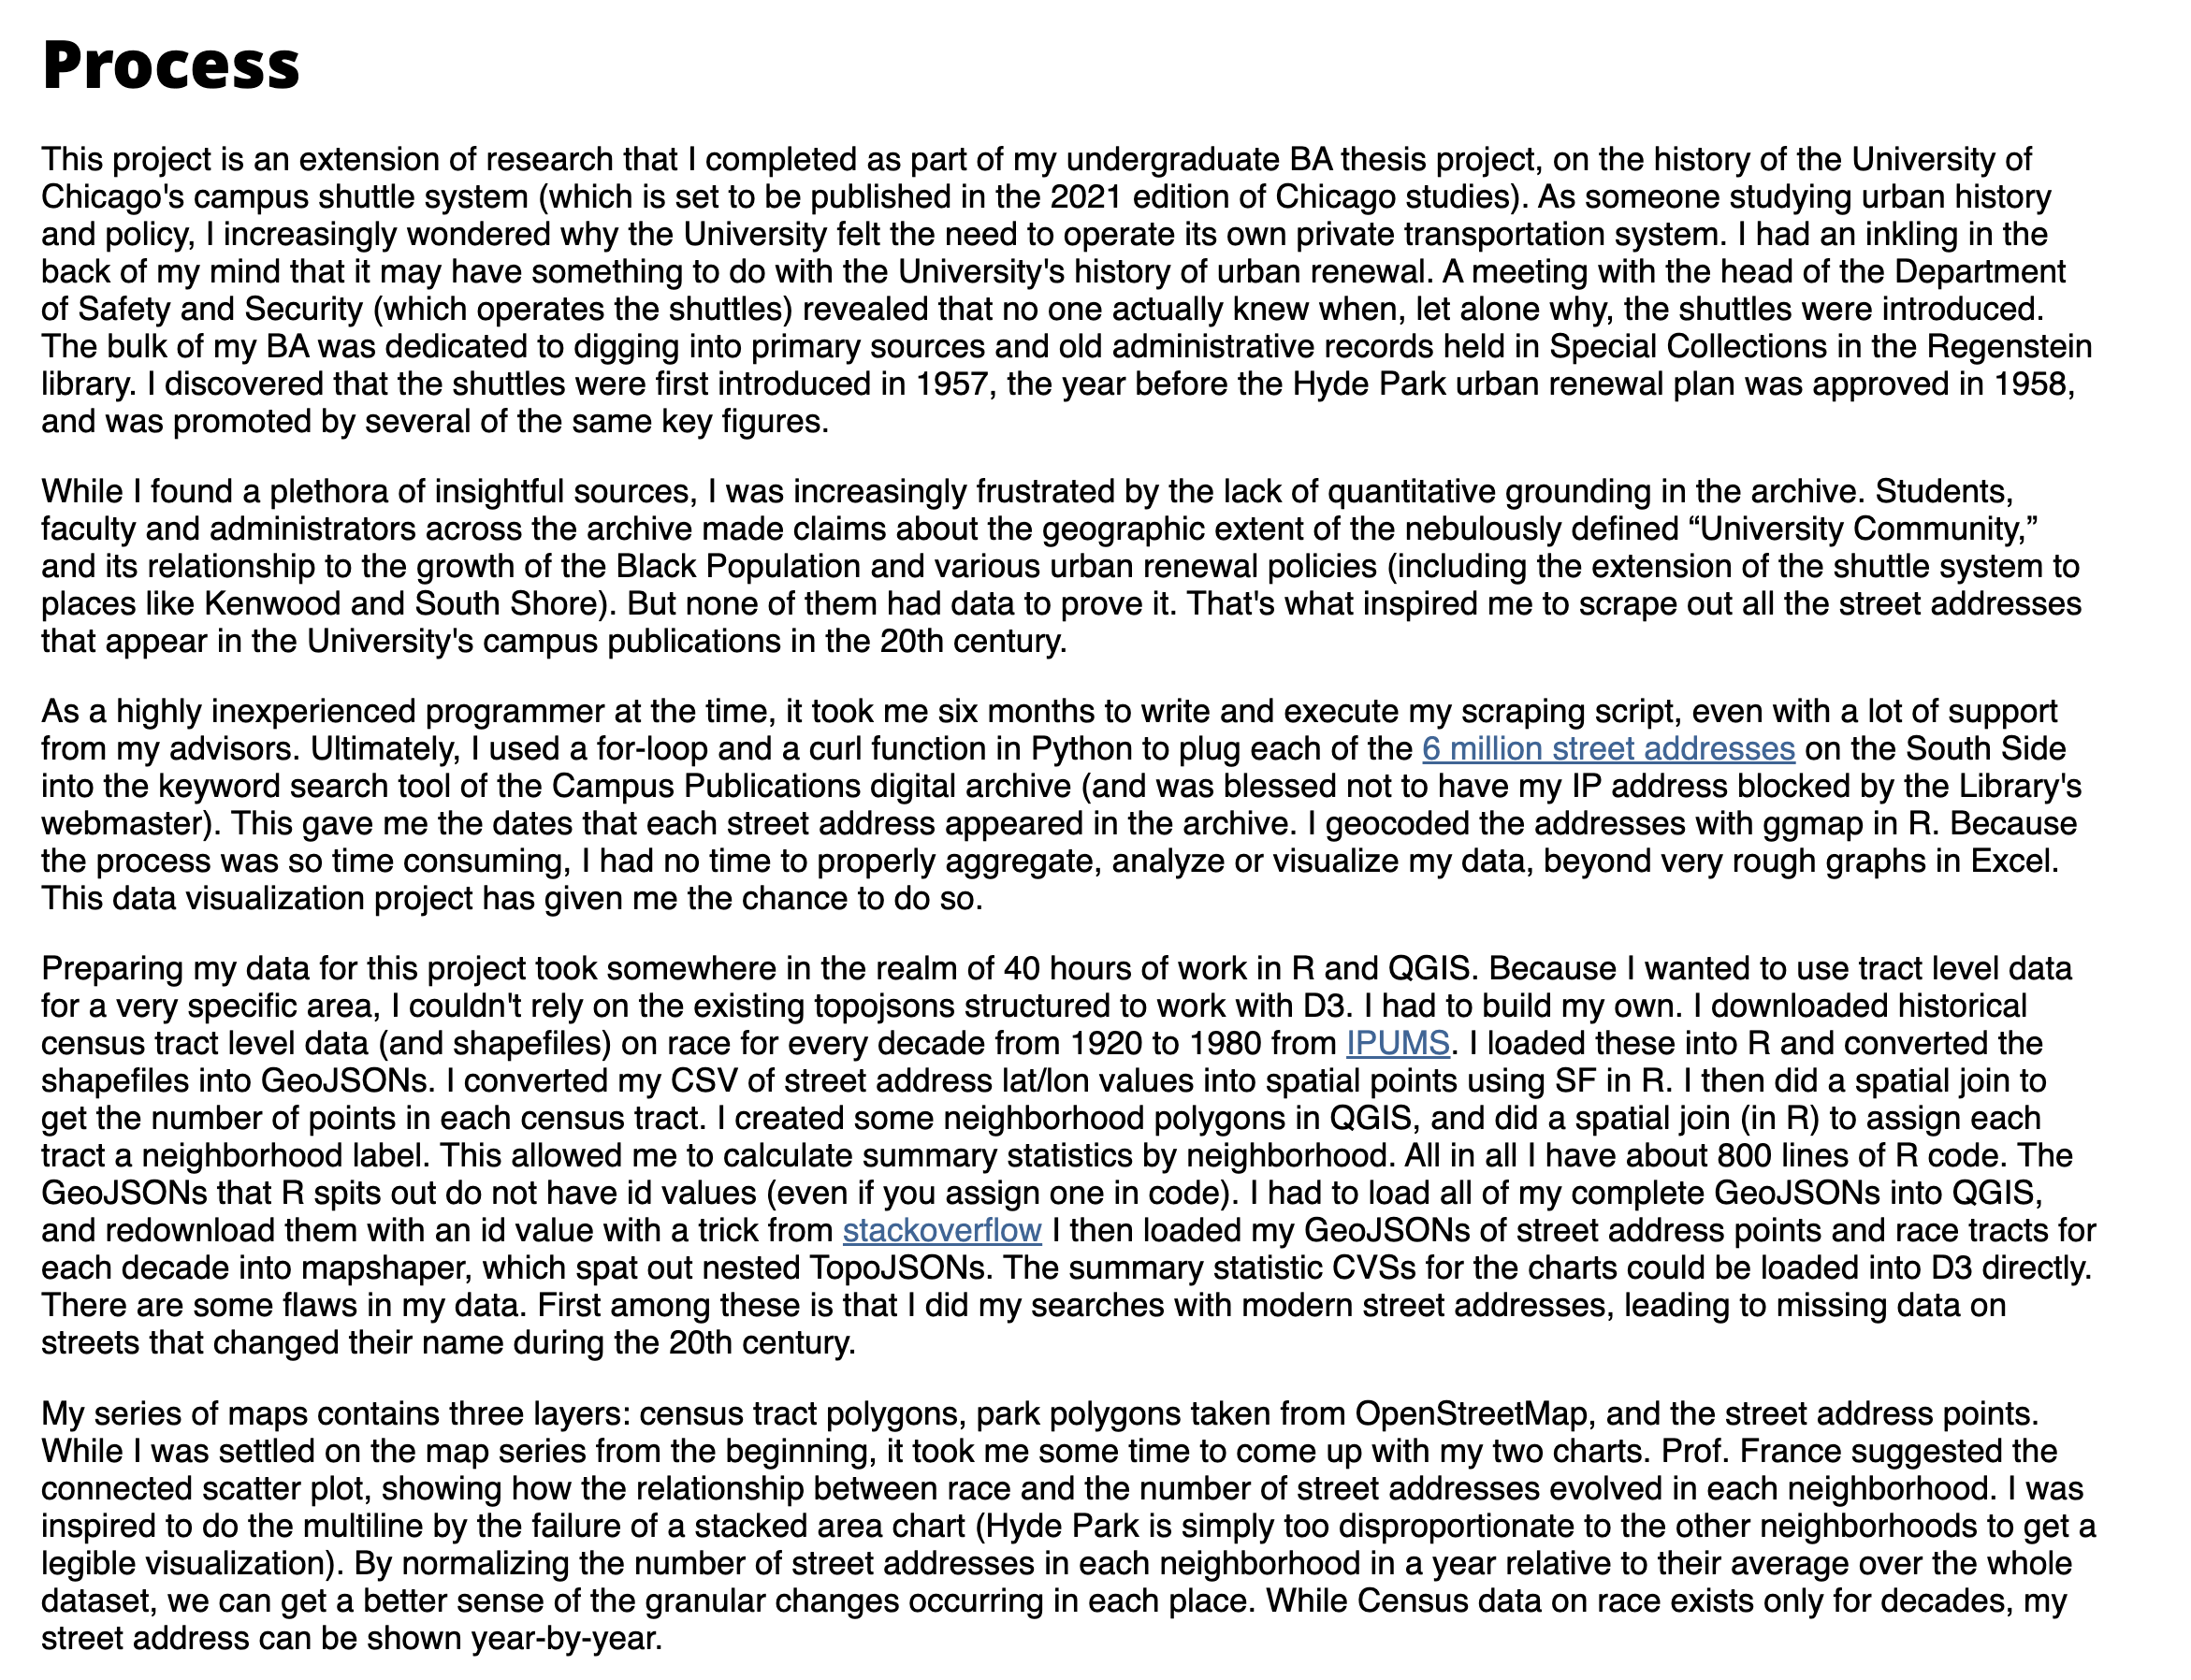 Process
This project is an extension of research that I completed as part of my undergraduate BA thesis project, on the history of the University of
Chicago's campus shuttle system (which is set to be published in the 2021 edition of Chicago studies). As someone studying urban history
and policy, I increasingly wondered why the University felt the need to operate its own private transportation system. I had an inkling in the
back of my mind that it may have something to do with the University's history of urban renewal. A meeting with the head of the Department
of Safety and Security (which operates the shuttles) revealed that no one actually knew when, let alone why, the shuttles were introduced.
The bulk of my BA was dedicated to digging into primary sources and old administrative records held in Special Collections in the Regenstein
library. I discovered that the shuttles were first introduced in 1957, the year before the Hyde Park urban renewal plan was approved in 1958,
and was promoted by several of the same key figures.
While I found a plethora of insightful sources, I was increasingly frustrated by the lack of quantitative grounding in the archive. Students,
faculty and administrators across the archive made claims about the geographic extent of the nebulously defined “University Community,”
and its relationship to the growth of the Black Population and various urban renewal policies (including the extension of the shuttle system to
places like Kenwood and South Shore). But none of them had data to prove it. That's what inspired me to scrape out all the street addresses
that appear in the University's campus publications in the 20th century.
As a highly inexperienced programmer at the time, it took me six months to write and execute my scraping script, even with a lot of support
from my advisors. Ultimately, I used a for-loop and a curl function in Python to plug each of the 6 million street addresses on the South Side
into the keyword search tool of the Campus Publications digital archive (and was blessed not to have my IP address blocked by the Library's
webmaster). This gave me the dates that each street address appeared in the archive. I geocoded the addresses with ggmap in R. Because
the process was so time consuming, I had no time to properly aggregate, analyze or visualize my data, beyond very rough graphs in Excel.
This data visualization project has given me the chance to do so.
Preparing my data for this project took somewhere in the realm of 40 hours of work in R and QGIS. Because I wanted to use tract level data
for a very specific area, I couldn't rely on the existing topojsons structured to work with D3. I had to build my own. I downloaded historical
census tract level data (and shapefiles) on race for every decade from 1920 to 1980 from IPUMS. I loaded these into R and converted the
shapefiles into GeoJSONs. I converted my CSV of street address lat/lon values into spatial points using SF in R. I then did a spatial join to
get the number of points in each census tract. I created some neighborhood polygons in QGIS, and did a spatial join (in R) to assign each
tract a neighborhood label. This allowed me to calculate summary statistics by neighborhood. All in all I have about 800 lines of R code. The
GeoJSONs that R spits out do not have id values (even if you assign one in code). I had to load all of my complete GeoJSONs into QGIS,
and redownload them with an id value with a trick from stackoverflow I then loaded my GeoJSONs of street address points and race tracts for
each decade into mapshaper, which spat out nested TopoJSONs. The summary statistic CVSs for the charts could be loaded into D3 directly.
There are some flaws in my data. First among these is that I did my searches with modern street addresses, leading to missing data on
streets that changed their name during the 20th century.
My series of maps contains three layers: census tract polygons, park polygons taken from OpenStreetMap, and the street address points.
While I was settled on the map series from the beginning, it took me some time to come up with my two charts. Prof. France suggested the
connected scatter plot, showing how the relationship between race and the number of street addresses evolved in each neighborhood. I was
inspired to do the multiline by the failure of a stacked area chart (Hyde Park is simply too disproportionate to the other neighborhoods to get a
legible visualization). By normalizing the number of street addresses in each neighborhood in a year relative to their average over the whole
dataset, we can get a better sense of the granular changes occurring in each place. While Census data on race exists only for decades, my
street address can be shown year-by-year.